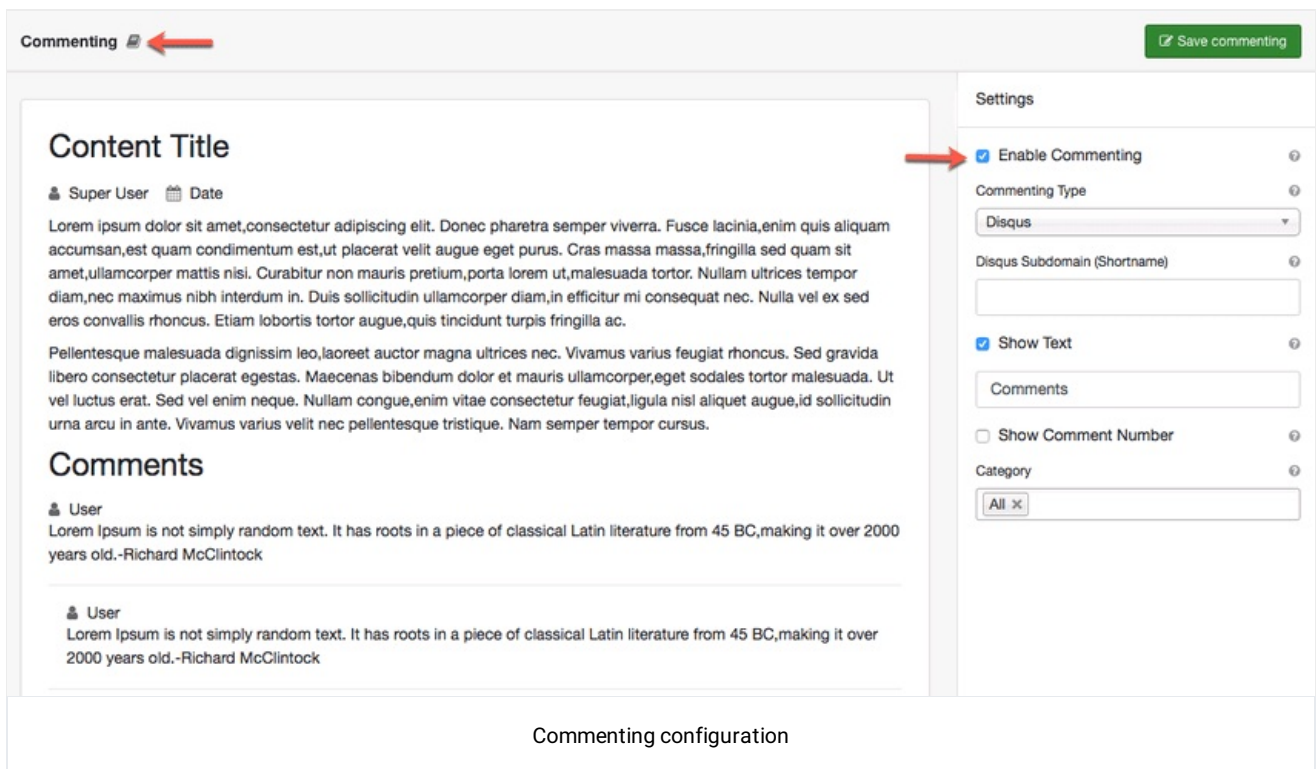 Commenting
Save commenting
Content Title
Super User Date
Lorem ipsum dolor sit amet,consectetur adipiscing elit. Donec pharetra semper viverra. Fusce lacinia,enim quis aliquam
accumsan,est quam condimentum est,ut placerat velit augue eget purus. Cras massa massa,fringilla sed quam sit
amet,ullamcorper mattis nisi. Curabitur non mauris pretium,porta lorem ut,malesuada tortor. Nullam ultrices tempor
diam,nec maximus nibh interdum in. Duis sollicitudin ullamcorper diam,in efficitur mi consequat nec. Nulla vel ex sed
eros convallis rhoncus. Etiam lobortis tortor augue,quis tincidunt turpis fringilla ac.
Pellentesque malesuada dignissim leo,laoreet auctor magna ultrices nec. Vivamus varius feugiat rhoncus. Sed gravida
libero consectetur placerat egestas. Maecenas bibendum dolor et mauris ullamcorper,eget sodales tortor malesuada. Ut
vel luctus erat. Sed vel enim neque. Nullam congue,enim vitae consectetur feugiat,ligula nisl aliquet augue,id sollicitudin
urna arcu in ante. Vivamus varius velit nec pellentesque tristique. Nam semper tempor cursus.
Comments
User
Lorem Ipsum is not simply random text. It has roots in a piece of classical Latin literature from 45 BC,making it over 2000
years old.-Richard McClintock
User
Lorem Ipsum is not simply random text. It has roots in a piece of classical Latin literature from 45 BC,making it over
2000 years old.-Richard McClintock
Settings
Enable Commenting
Commenting Type
Disqus
Disqus Subdomain (Shortname)
Show Text
Comments
Show Comment Number
Category
All
Commenting configuration